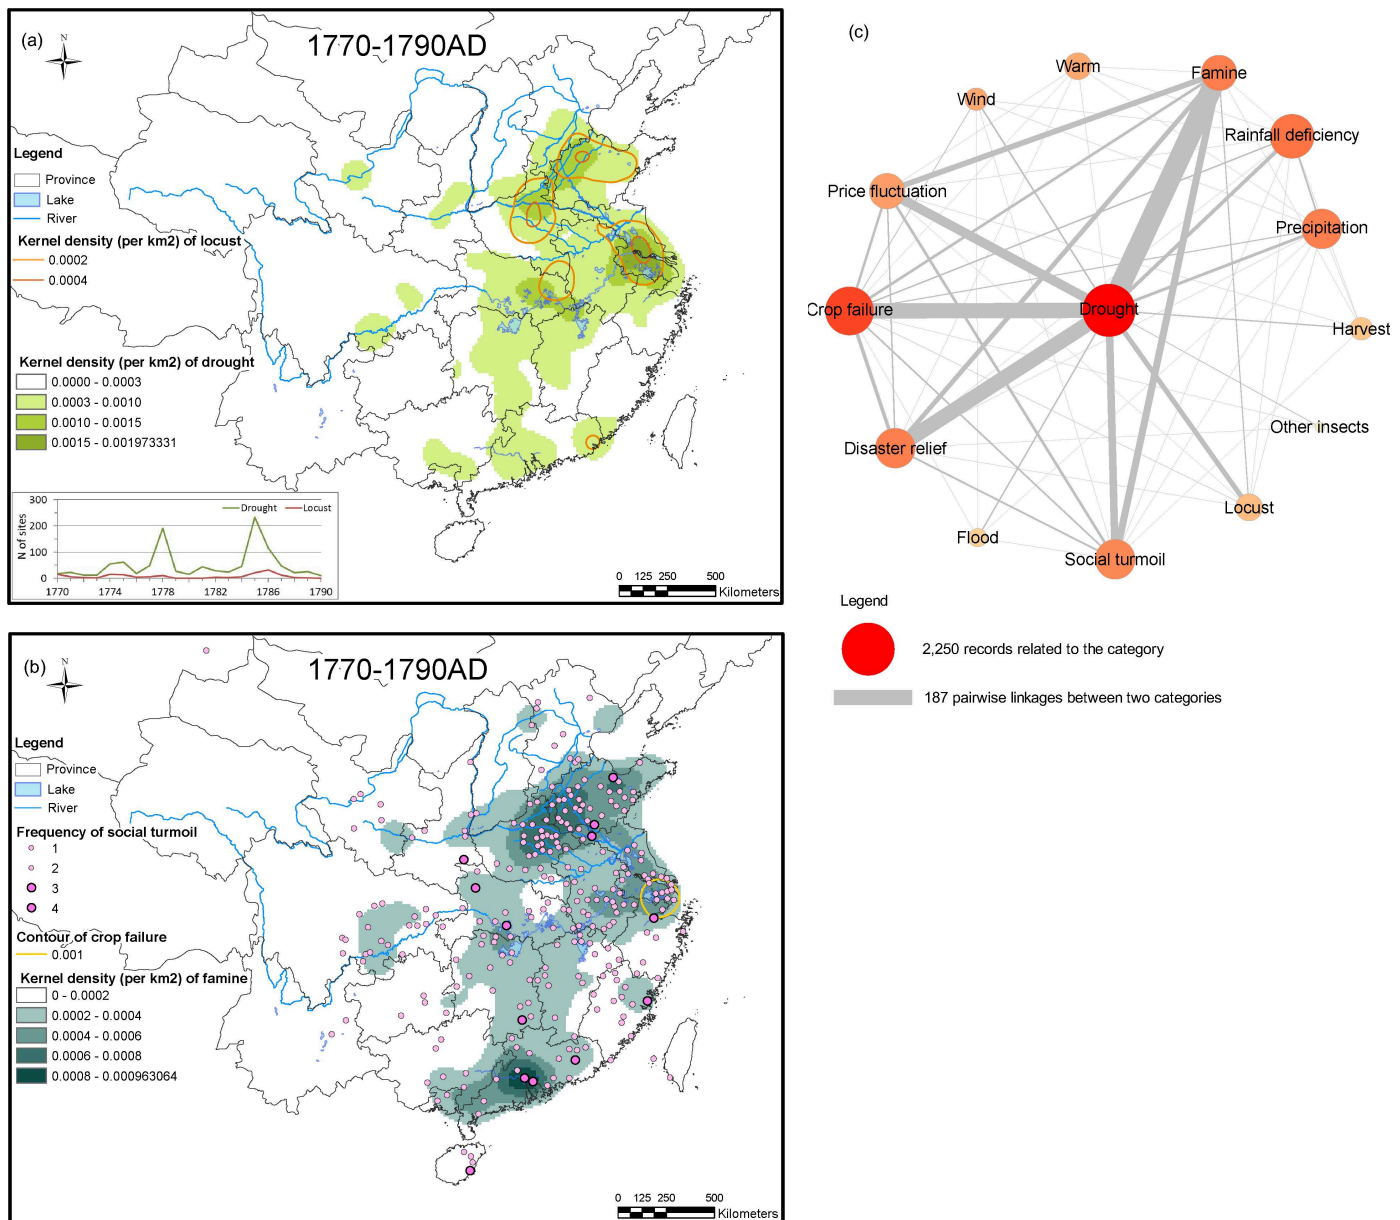 (a)
1770-1790AD
N
Legend
Province
Lake
River
Kernel density (per km2) of locust
0.0002
0.0004
Kernel density (per km2) of drought
0.0000 - 0.0003
0.0003 - 0.0010
0.0010 - 0.0015
0.0015 - 0.001973331
N of sites
300
200
100
0
Drought
Locust
1770
1774
1778
1782
1786
1790
0 125 250 500
Kilometers
(b)
1770-1790AD
N
Legend
Province
Lake
River
Frequency of social turmoil
1
2
3
4
Contour of crop failure
0.001
Kernel density (per km2) of famine
0 - 0.0002
0.0002 - 0.0004
0.0004 - 0.0006
0.0006 - 0.0008
0.0008 - 0.000963064
0 125 250 500
Kilometers
(c)
Warm
Famine
Wind
Rainfall deficiency
Price fluctuation
Precipitation
Crop failure
Drought
Harvest
Other insects
Disaster relief
Locust
Flood
Social turmoil
Legend
2,250 records related to the category
187 pairwise linkages between two categories